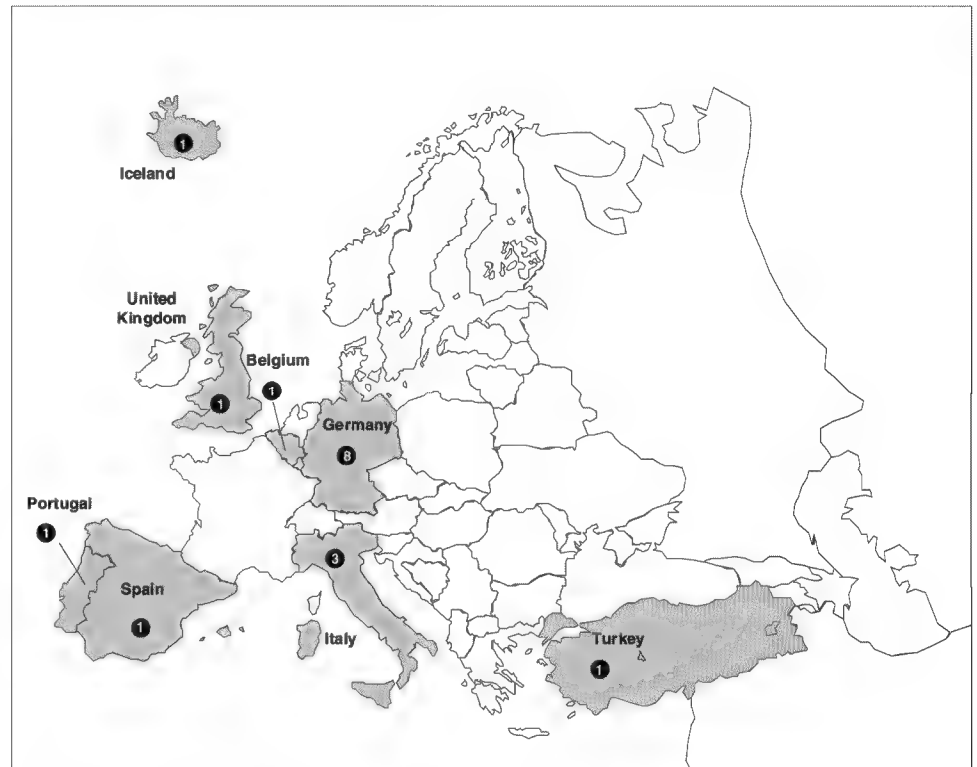 1
Iceland
United
Kingdom
1
Belgium
1
Germany
8
Portugal
1
Spain
1
3
Italy
Turkey
1